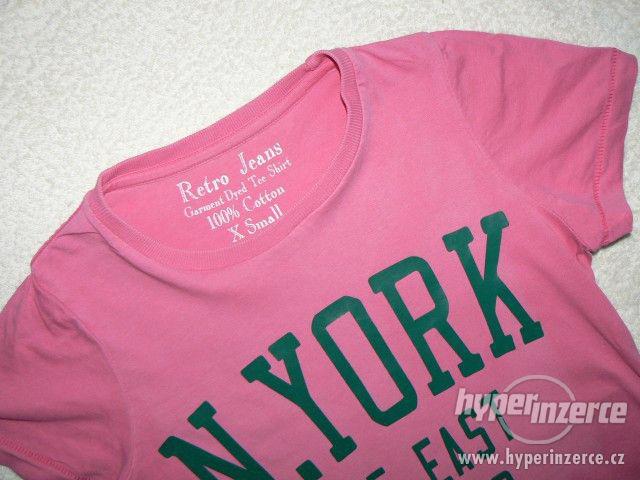 Retro Jeans
Garment Dyed Tee Shirt
100% Cotton
X Small
N.YORK
EAST
hyperinzerce
www.hyperinzerce.cz